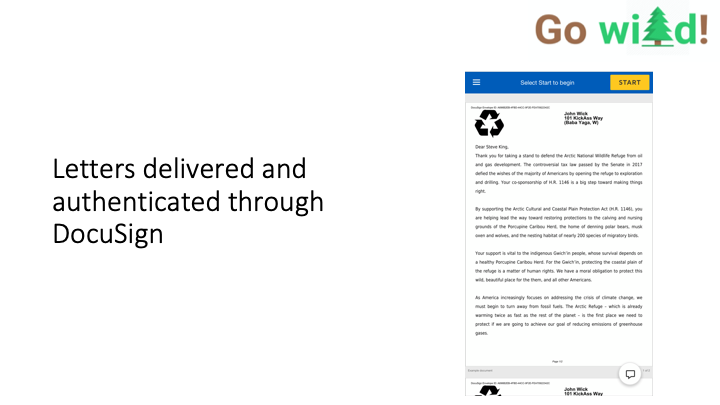 Go wild!
Letters delivered and
authenticated through
DocuSign
Select Start to begin
START
John Wick
101 KickAss Way
(Baba Yaga, W)
Dear Steve King,
Thank you for taking a stand to defend the Arctic National Wildlife Refuge from oil
and gas development. The controversial tax law passed by the Senate in 2017
defied the wishes of the majority of Americans by opening the refuge to exploration
and drilling. Your co-sponsorship of H.R. 1146 is a big step toward making things
right.
By supporting the Arctic Cultural and Coastal Plain Protection Act (H.R. 1146), you
are helping lead the way toward restoring protections to the calving and nursing
grounds of the Porcupine Caribou Herd, the home of denning polar bears, musk
oxen and wolves, and the nesting habitat of nearly 200 species of migratory birds.
Your support is vital to the indigenous Gwich'in people, whose survival depends on
a healthy Porcupine Caribou Herd. For the Gwich'in, protecting the coastal plain of
the refuge is a matter of human rights. We have a moral obligation to protect this
wild, beautiful place for the them, and all other Americans.
As America increasingly focuses on addressing the crisis of climate change, we
must begin to turn away from fossil fuels. The Arctic Refuge - which is already
warming twice as fast as the rest of the planet - is the first place we need to
protect if we are going to achieve our goal of reducing emissions of greenhouse
gases.
John Wick
101 KickAss Way